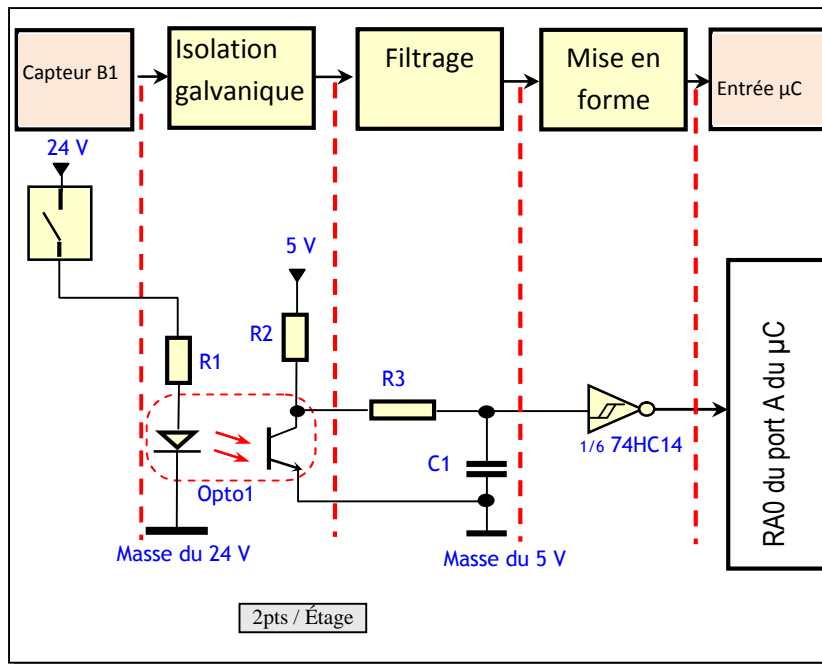 Capteur B1
Isolation
galvanique
Filtrage
Mise en
forme
Entrée µC
24 V
5 V
R1
R2
R3
C1
1/6 74HC14
Opto1
Masse du 24 V
Masse du 5 V
RA0 du port A du µC
2pts / Étage